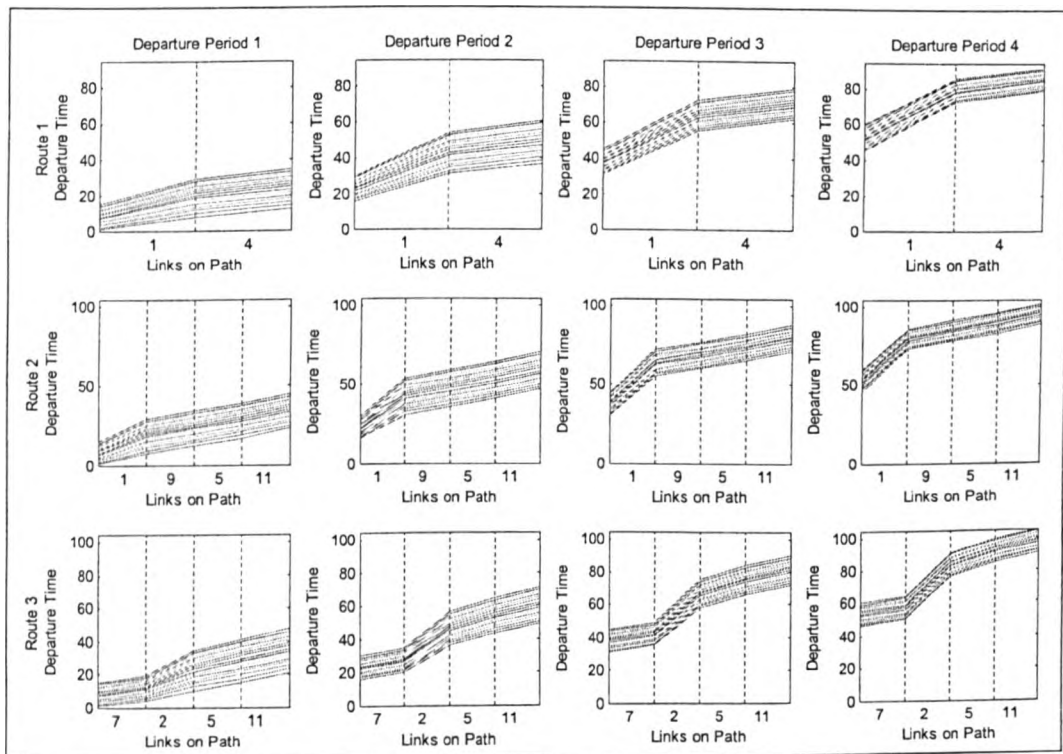 Departure Period 1
Departure Period 2
Departure Period 3
Departure Period 4
Route 1
Departure Time
80
60
40
20
0
1 4
Links on Path
Departure Time
80
60
40
20
0
1 4
Links on Path
Departure Time
80
60
40
20
0
1 4
Links on Path
Departure Time
80
60
40
20
0
1 4
Links on Path
Route 2
Departure Time
100
50
0
1 9 5 11
Links on Path
Departure Time
100
50
0
1 9 5 11
Links on Path
Departure Time
100
50
0
1 9 5 11
Links on Path
Departure Time
100
50
0
1 9 5 11
Links on Path
Route 3
Departure Time
100
80
60
40
20
0
7 2 5 11
Links on Path
Departure Time
100
80
60
40
20
0
7 2 5 11
Links on Path
Departure Time
100
80
60
40
20
0
7 2 5 11
Links on Path
Departure Time
100
80
60
40
20
0
7 2 5 11
Links on Path